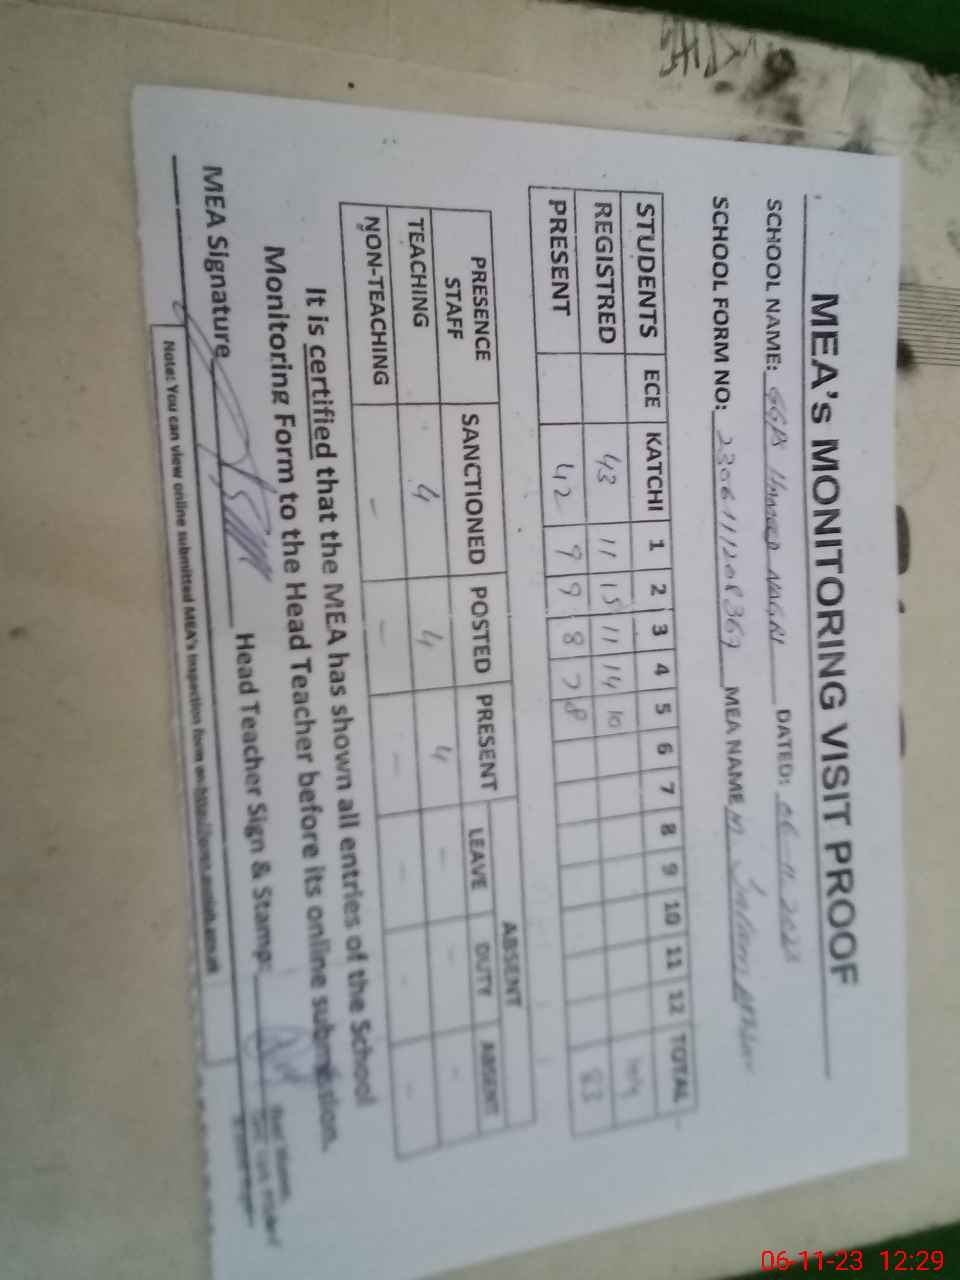 MEA's MONITORING VISIT PROOF
SCHOOL NAME: DATED: 06-11-2023
SCHOOL FORM NO: MEA NAME
STUDENTS ECE KATCHI 1 2 3 4 5 6 7 8 9 10 11 12 TOTAL
REGISTRED 43 11 15 11 14 10
PRESENT 42 9 9 8 7 8 83
PRESENCE STAFF SANCTIONED POSTED PRESENT ABSENT
LEAVE DUTY ABSENT
TEACHING 4 4 4 - - -
NON-TEACHING - - - - - -
It is certified that the MEA has shown all entries of the School
Monitoring Form to the Head Teacher before its online submission.
MEA Signature Head Teacher Sign & Stamp:
Note: You can view online submitted MEA's inspection form on
06-11-23 12:29